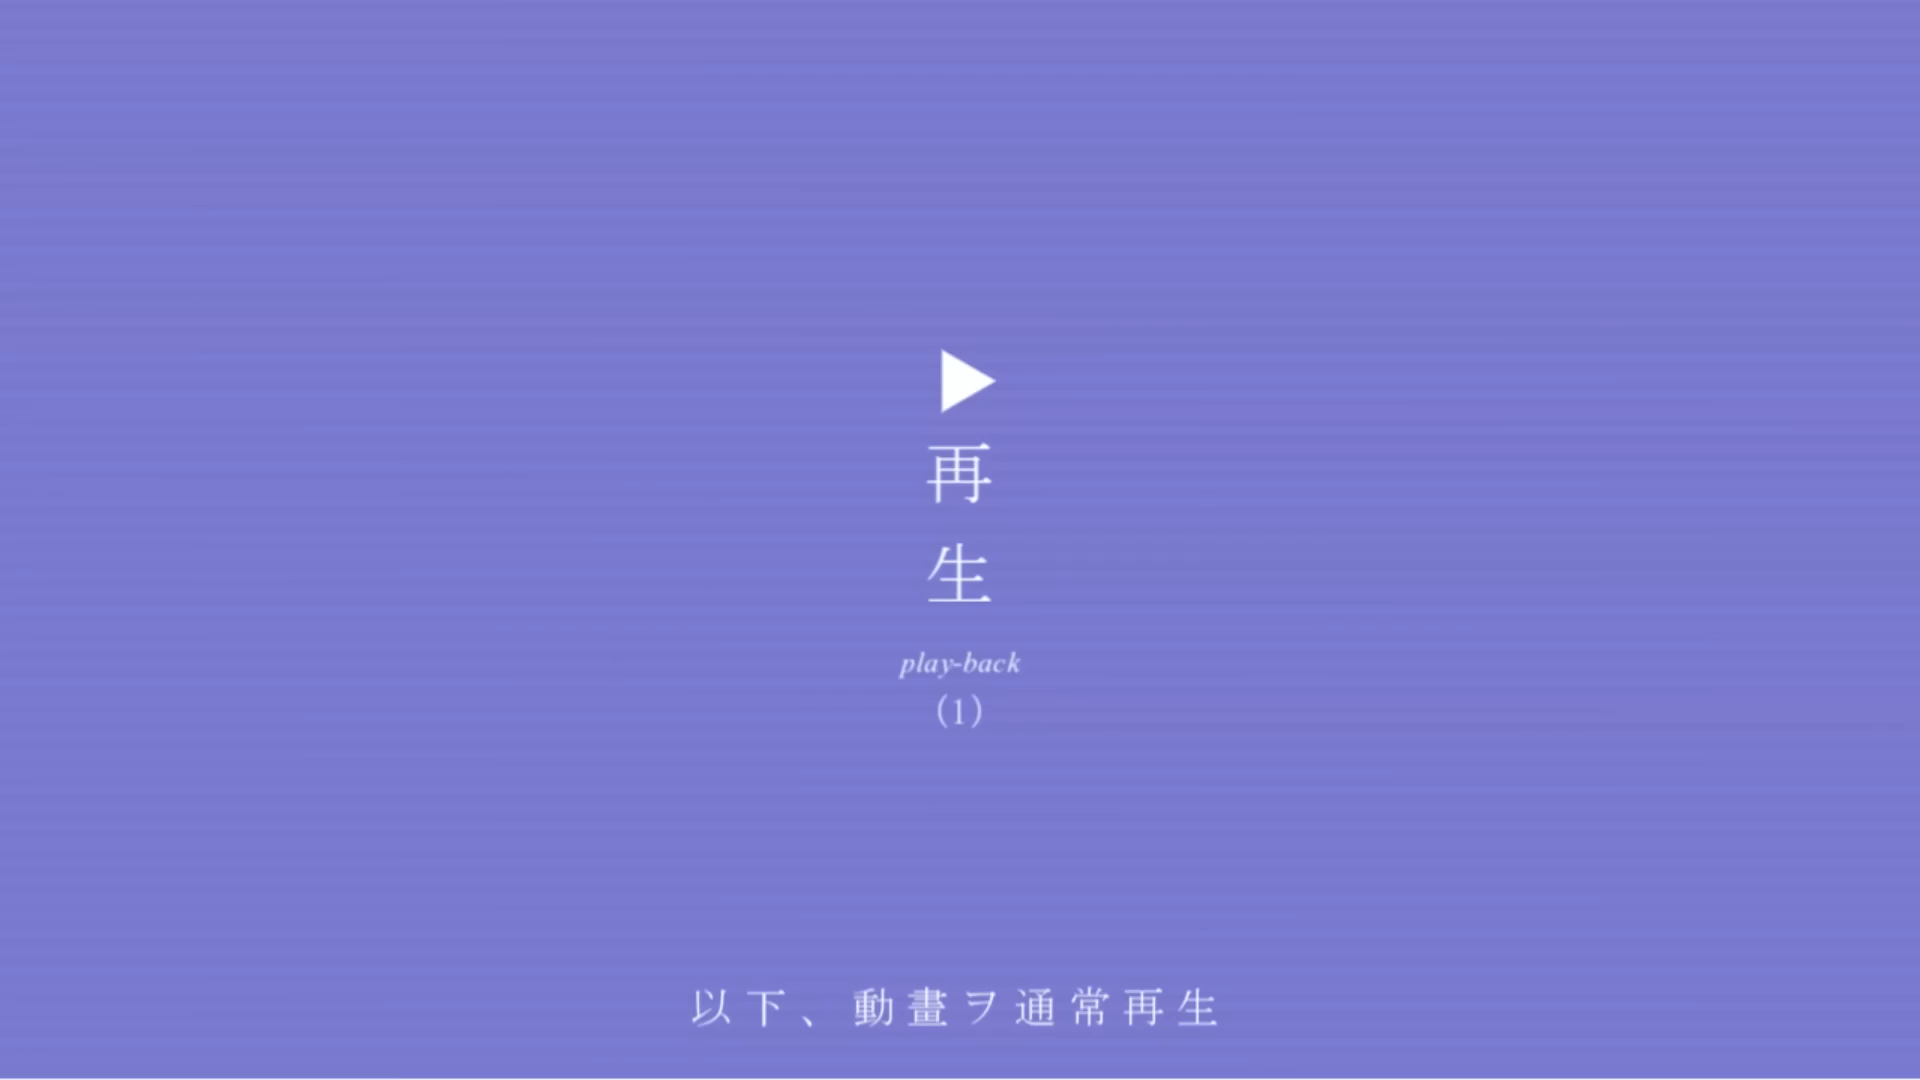 ▶
再
生
play-back
(1)
以下、動畫ヲ通常再生